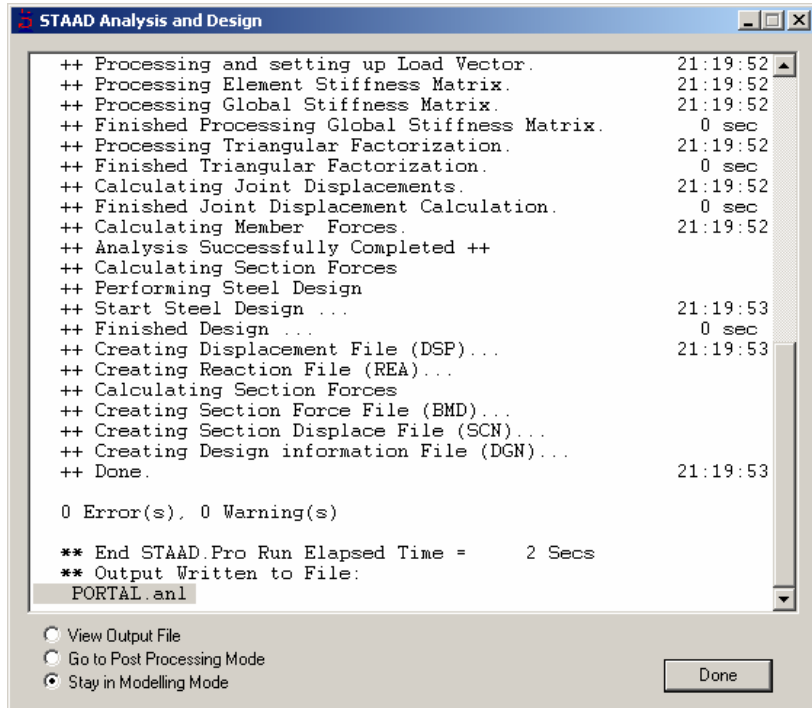 STAAD Analysis and Design
++ Processing and setting up Load Vector. 21:19:52
++ Processing Element Stiffness Matrix. 21:19:52
++ Processing Global Stiffness Matrix. 21:19:52
++ Finished Processing Global Stiffness Matrix. 0 sec
++ Processing Triangular Factorization. 21:19:52
++ Finished Triangular Factorization. 0 sec
++ Calculating Joint Displacements. 21:19:52
++ Finished Joint Displacement Calculation. 0 sec
++ Calculating Member  Forces. 21:19:52
++ Analysis Successfully Completed ++
++ Calculating Section Forces
++ Performing Steel Design
++ Start Steel Design ... 21:19:53
++ Finished Design ... 0 sec
++ Creating Displacement File (DSP)... 21:19:53
++ Creating Reaction File (REA)...
++ Calculating Section Forces
++ Creating Section Force File (BMD)...
++ Creating Section Displace File (SCN)...
++ Creating Design information File (DGN)...
++ Done. 21:19:53
0 Error(s), 0 Warning(s)
** End STAAD.Pro Run Elapsed Time = 2 Secs
** Output Written to File:
PORTAL.anl
View Output File
Go to Post Processing Mode
Stay in Modelling Mode
Done